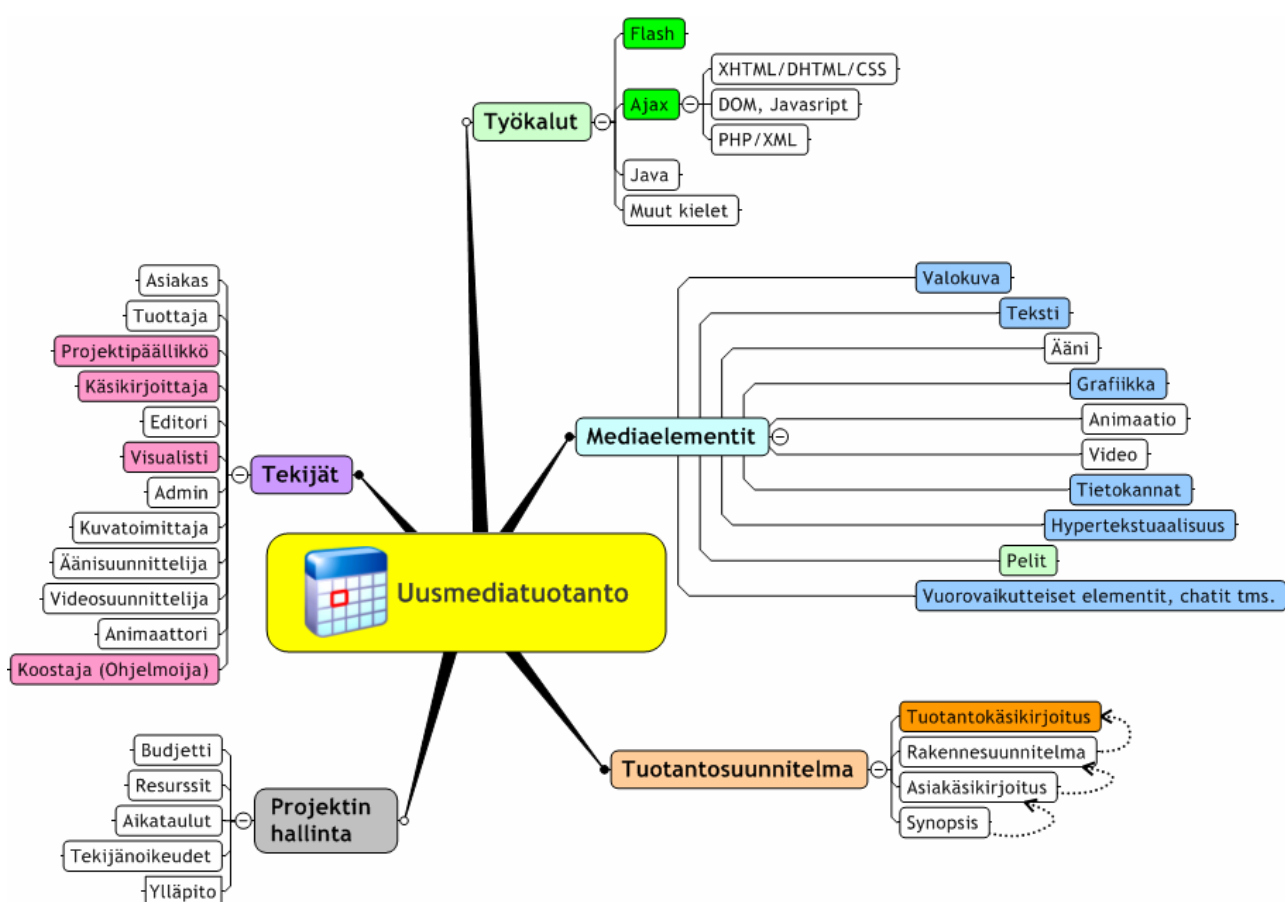 Flash
XHTML/DHTML/CSS
Ajax
DOM, Javasript
Työkalut
PHP/XML
Java
Muut kielet
Asiakas
Tuottaja
Projektipäällikkö
Käsikirjoittaja
Editori
Visualisti
Tekijät
Admin
Kuvatoimittaja
Äänisuunnittelija
Videosuunnittelija
Animaattori
Koostaja (Ohjelmoija)
Valokuva
Teksti
Ääni
Grafiikka
Animaatio
Mediaelementit
Video
Tietokannat
Hypertekstuaalisuus
Pelit
Vuorovaikutteiset elementit, chatit tms.
Uusmediatuotanto
Budjetti
Resurssit
Projektin
hallinta
Aikataulut
Tekijänoikeudet
Ylläpito
Tuotantokäsikirjoitus
Rakennesuunnitelma
Tuotantosuunnitelma
Asiakäsikirjoitus
Synopsis